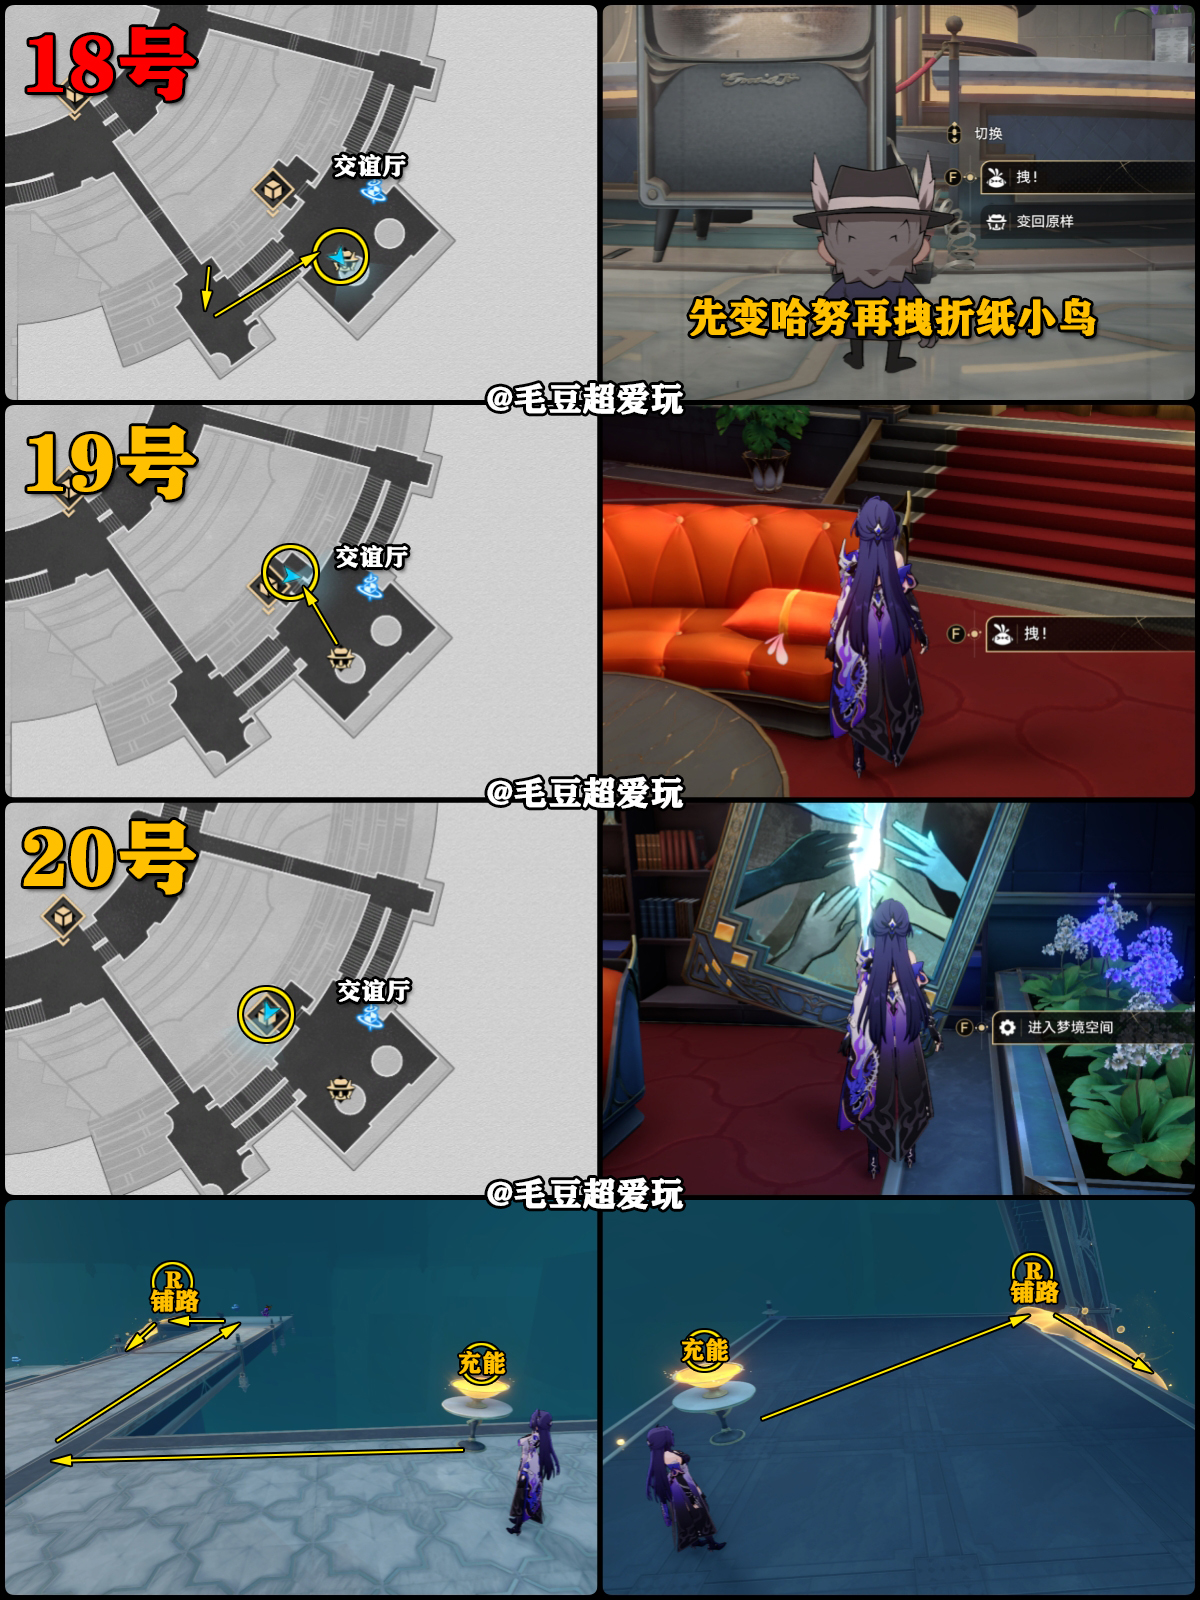 18号
交谊厅
切换
F
拽！
变回原样
先变哈努再拽折纸小鸟
@毛豆超爱玩
19号
交谊厅
F
拽！
@毛豆超爱玩
20号
交谊厅
F
进入梦境空间
@毛豆超爱玩
R
铺路
充能
R
铺路
充能